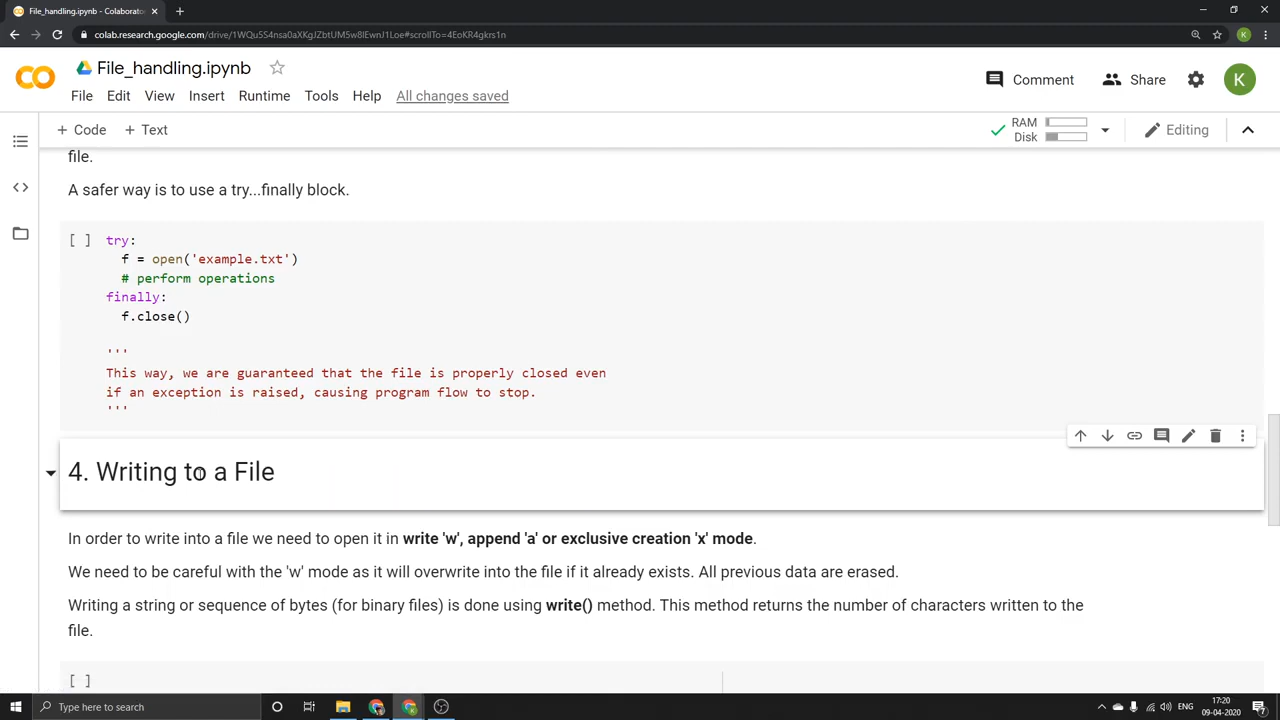 File_handling.ipynb - Colaborato
colab.research.google.com/drive/1WQu5S4nsa0aXKgJZbtUM5w8lEwnJ1Loe#scrollTo=4EoKR4gkrs1n
K
CO
File_handling.ipynb
Comment
Share
K
File Edit View Insert Runtime Tools Help All changes saved
+ Code + Text
RAM
Disk
Editing
file.
A safer way is to use a try...finally block.
[ ] try:
f = open('example.txt')
# perform operations
finally:
f.close()
'''
This way, we are guaranteed that the file is properly closed even
if an exception is raised, causing program flow to stop.
'''
4. Writing to a File
In order to write into a file we need to open it in write 'w', append 'a' or exclusive creation 'x' mode.
We need to be careful with the 'w' mode as it will overwrite into the file if it already exists. All previous data are erased.
Writing a string or sequence of bytes (for binary files) is done using write() method. This method returns the number of characters written to the
file.
[ ]
Type here to search
ENG
17:20
09-04-2020